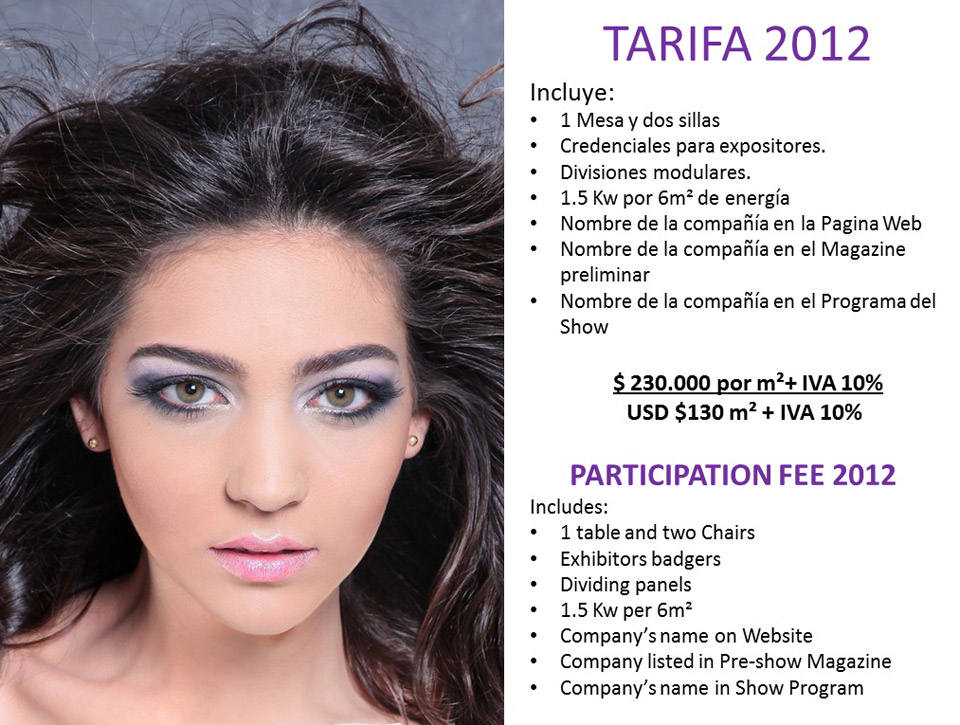 TARIFA 2012
Incluye:
• 1 Mesa y dos sillas
• Credenciales para expositores.
• Divisiones modulares.
• 1.5 Kw por 6m² de energía
• Nombre de la compañía en la Pagina Web
• Nombre de la compañía en el Magazine
preliminar
• Nombre de la compañía en el Programa del
Show
$ 230.000 por m²+ IVA 10%
USD $130 m² + IVA 10%
PARTICIPATION FEE 2012
Includes:
• 1 table and two Chairs
• Exhibitors badgers
• Dividing panels
• 1.5 Kw per 6m²
• Company’s name on Website
• Company listed in Pre-show Magazine
• Company’s name in Show Program